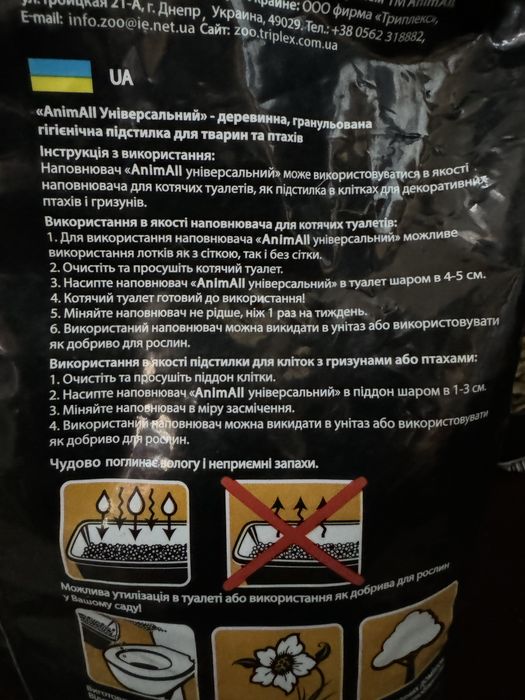 ул.Троицкая 21-А, г. Днепр, Украина, 49029. Тел.: +38 0562 318882,
Украине: ООО фирма «Триплекс»,
E-mail: info.zoo@ie.net.ua Сайт: zoo.triplex.com.ua
UA
«AnimAll Універсальний» - деревинна, гранульована
гігієнічна підстилка для тварин та птахів
Інструкція з використання:
Наповнювач «AnimAll універсальний» може використовуватися в якості
наповнювача для котячих туалетів, як підстилка в клітках для декоративних
птахів і гризунів.
Використання в якості наповнювача для котячих туалетів:
1. Для використання наповнювача «AnimAll універсальний» можливе
використання лотків як з сіткою, так і без сітки.
2. Очистіть та просушіть котячий туалет.
3. Насипте наповнювач «AnimAll універсальний» в туалет шаром в 4-5 см.
4. Котячий туалет готовий до використання!
5. Міняйте наповнювач не рідше, ніж 1 раз на тиждень.
6. Використаний наповнювач можна викидати в унітаз або використовувати
як добриво для рослин.
Використання в якості підстилки для кліток з гризунами або птахами:
1. Очистіть та просушіть піддон клітки.
2. Насипте наповнювач «AnimAll універсальний» в піддон шаром в 1-3 см.
3. Міняйте наповнювач в міру засмічення.
4. Використаний наповнювач можна викидати в унітаз або використовувати
як добриво для рослин.
Чудово поглинає вологу і неприємні запахи.
Можлива утилізація в туалеті або використання як добрива для рослин
у Вашому саду!